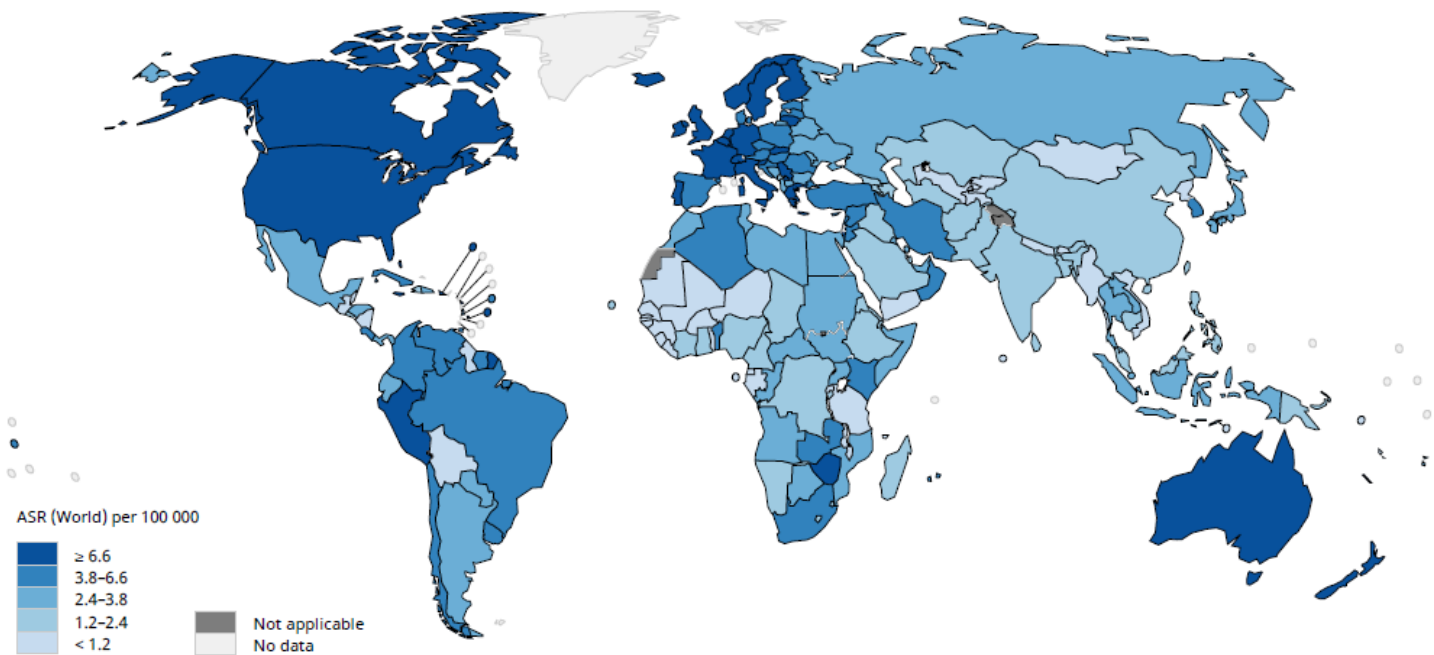 ASR (World) per 100 000
≥ 6.6
3.8–6.6
2.4–3.8
1.2–2.4
< 1.2
Not applicable
No data